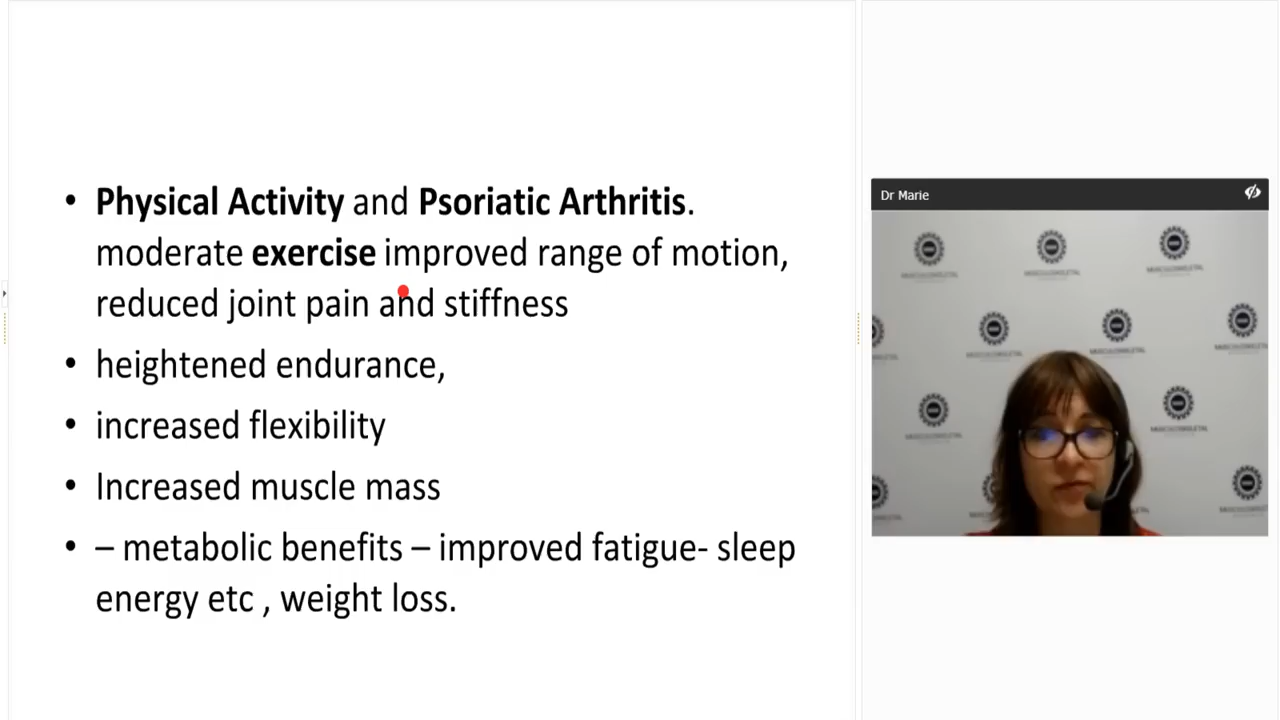 • Physical Activity and Psoriatic Arthritis.
moderate exercise improved range of motion,
reduced joint pain and stiffness
• heightened endurance,
• increased flexibility
• Increased muscle mass
• – metabolic benefits – improved fatigue- sleep
energy etc , weight loss.
Dr Marie
MUSCULOSKELETAL